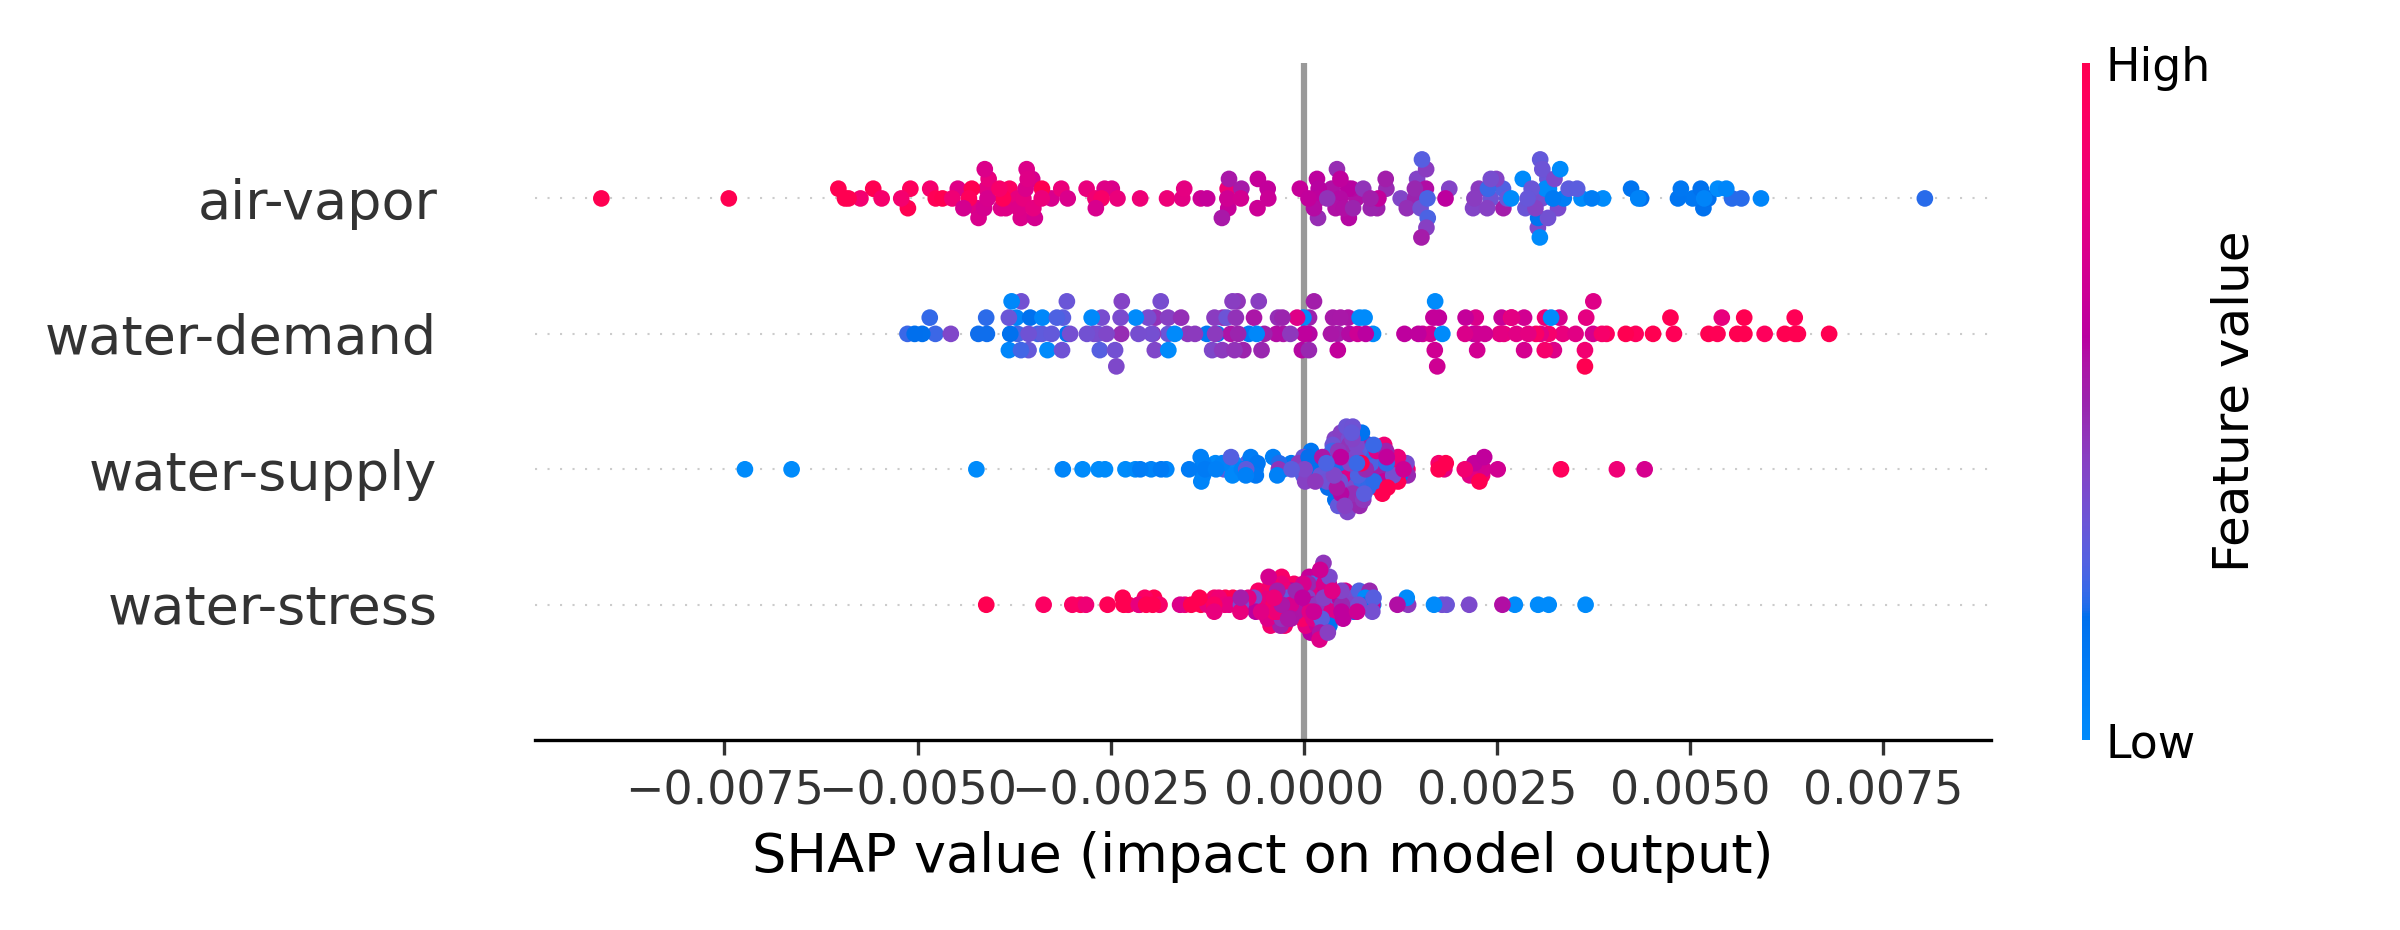 High
air-vapor
water-demand
water-supply
water-stress
Feature value
Low
−0.0075 −0.0050 −0.0025 0.0000 0.0025 0.0050 0.0075
SHAP value (impact on model output)